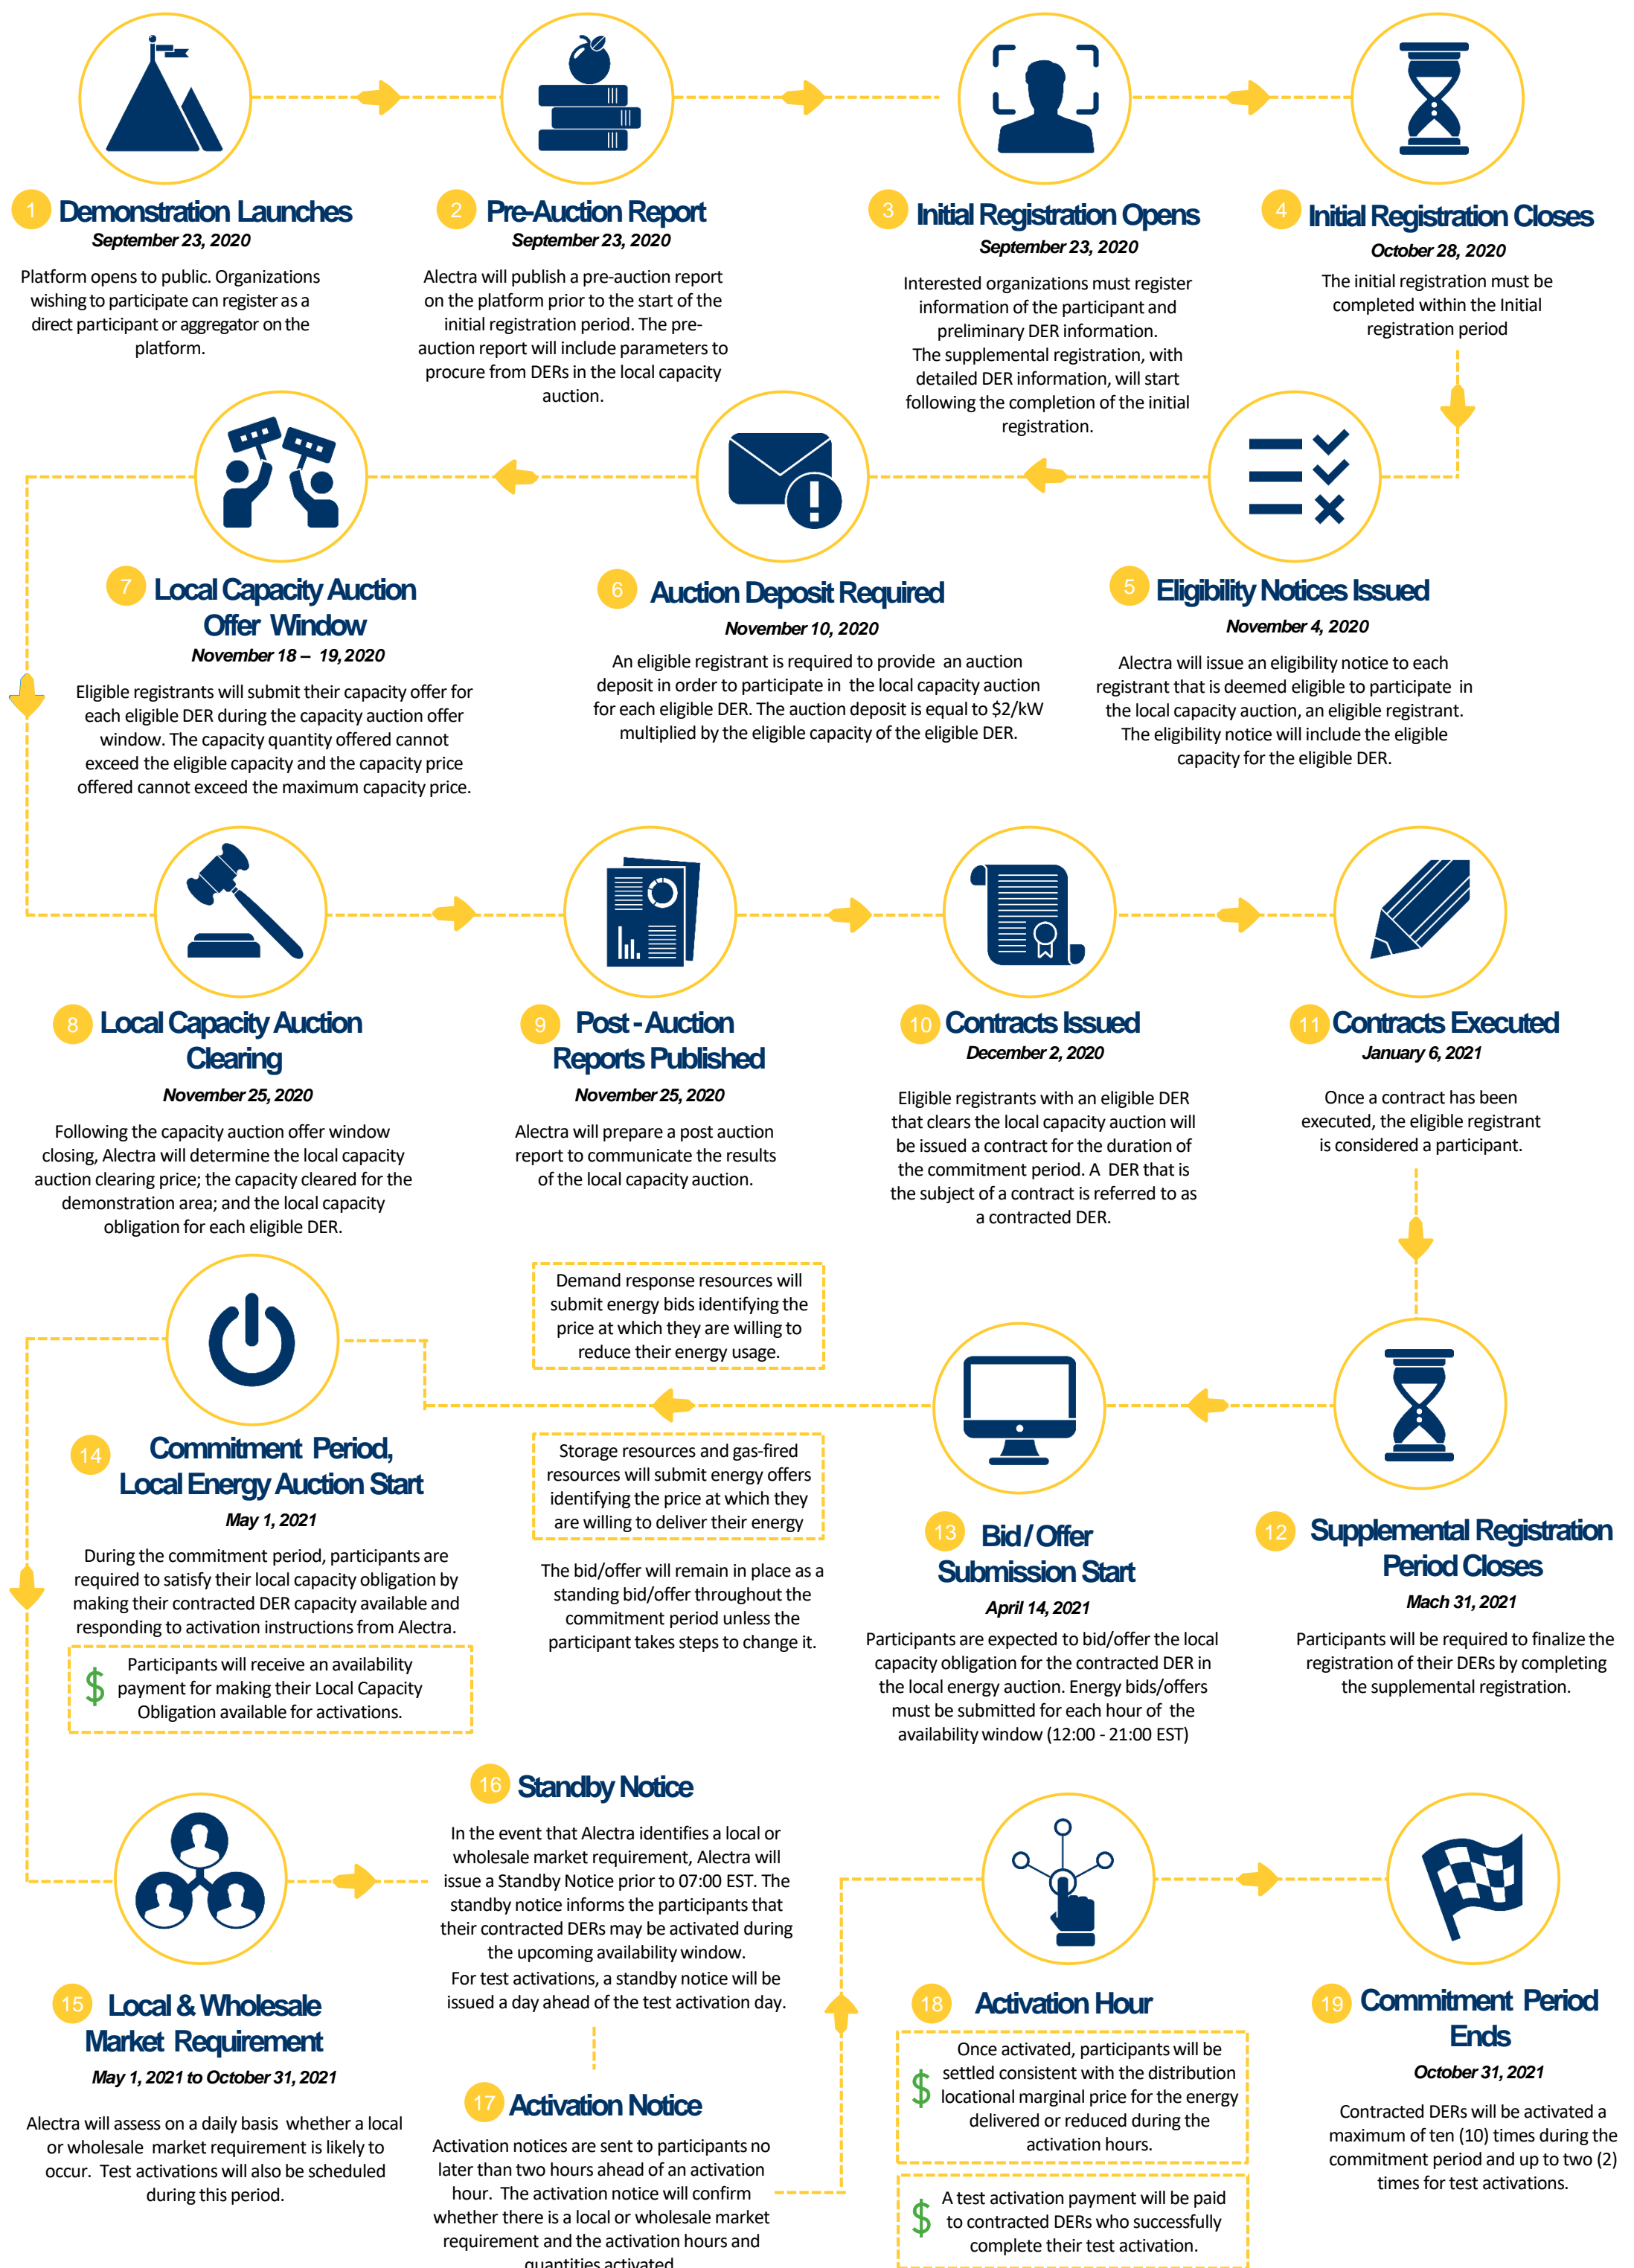 1 Demonstration Launches
September 23, 2020
Platform opens to public. Organizations
wishing to participate can register as a
direct participant or aggregator on the
platform.
2 Pre-Auction Report
September 23, 2020
Alectra will publish a pre-auction report
on the platform prior to the start of the
initial registration period. The pre-
auction report will include parameters to
procure from DERs in the local capacity
auction.
3 Initial Registration Opens
September 23, 2020
Interested organizations must register
information of the participant and
preliminary DER information.
The supplemental registration, with
detailed DER information, will start
following the completion of the initial
registration.
4 Initial Registration Closes
October 28, 2020
The initial registration must be
completed within the Initial
registration period
5 Eligibility Notices Issued
November 4, 2020
Alectra will issue an eligibility notice to each
registrant that is deemed eligible to participate in
the local capacity auction, an eligible registrant.
The eligibility notice will include the eligible
capacity for the eligible DER.
6 Auction Deposit Required
November 10, 2020
An eligible registrant is required to provide an auction
deposit in order to participate in the local capacity auction
for each eligible DER. The auction deposit is equal to $2/kW
multiplied by the eligible capacity of the eligible DER.
7 Local Capacity Auction
Offer Window
November 18 – 19, 2020
Eligible registrants will submit their capacity offer for
each eligible DER during the capacity auction offer
window. The capacity quantity offered cannot
exceed the eligible capacity and the capacity price
offered cannot exceed the maximum capacity price.
8 Local Capacity Auction
Clearing
November 25, 2020
Following the capacity auction offer window
closing, Alectra will determine the local capacity
auction clearing price; the capacity cleared for the
demonstration area; and the local capacity
obligation for each eligible DER.
9 Post - Auction
Reports Published
November 25, 2020
Alectra will prepare a post auction
report to communicate the results
of the local capacity auction.
10 Contracts Issued
December 2, 2020
Eligible registrants with an eligible DER
that clears the local capacity auction will
be issued a contract for the duration of
the commitment period. A DER that is
the subject of a contract is referred to as
a contracted DER.
11 Contracts Executed
January 6, 2021
Once a contract has been
executed, the eligible registrant
is considered a participant.
12 Supplemental Registration
Period Closes
Mach 31, 2021
Participants will be required to finalize the
registration of their DERs by completing
the supplemental registration.
13 Bid / Offer
Submission Start
April 14, 2021
Participants are expected to bid/offer the local
capacity obligation for the contracted DER in
the local energy auction. Energy bids/offers
must be submitted for each hour of the
availability window (12:00 - 21:00 EST)
Demand response resources will
submit energy bids identifying the
price at which they are willing to
reduce their energy usage.
Storage resources and gas-fired
resources will submit energy offers
identifying the price at which they
are willing to deliver their energy
The bid/offer will remain in place as a
standing bid/offer throughout the
commitment period unless the
participant takes steps to change it.
14 Commitment Period,
Local Energy Auction Start
May 1, 2021
During the commitment period, participants are
required to satisfy their local capacity obligation by
making their contracted DER capacity available and
responding to activation instructions from Alectra.
$ Participants will receive an availability
payment for making their Local Capacity
Obligation available for activations.
15 Local & Wholesale
Market Requirement
May 1, 2021 to October 31, 2021
Alectra will assess on a daily basis whether a local
or wholesale market requirement is likely to
occur. Test activations will also be scheduled
during this period.
16 Standby Notice
In the event that Alectra identifies a local or
wholesale market requirement, Alectra will
issue a Standby Notice prior to 07:00 EST. The
standby notice informs the participants that
their contracted DERs may be activated during
the upcoming availability window.
For test activations, a standby notice will be
issued a day ahead of the test activation day.
17 Activation Notice
Activation notices are sent to participants no
later than two hours ahead of an activation
hour. The activation notice will confirm
whether there is a local or wholesale market
requirement and the activation hours and
quantities activated
18 Activation Hour
$ Once activated, participants will be
settled consistent with the distribution
locational marginal price for the energy
delivered or reduced during the
activation hours.
$ A test activation payment will be paid
to contracted DERs who successfully
complete their test activation.
19 Commitment Period
Ends
October 31, 2021
Contracted DERs will be activated a
maximum of ten (10) times during the
commitment period and up to two (2)
times for test activations.